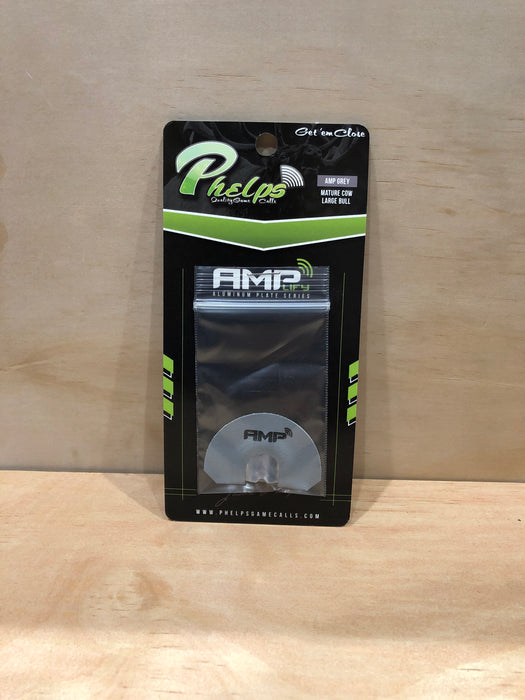 Get 'em Close
Phelps
Quality Game Calls
AMP GREY
MATURE COW
LARGE BULL
AMP
LIFY
ALUMINUM PLATE SERIES
AMP
WWW.PHELPSGAMECALLS.COM